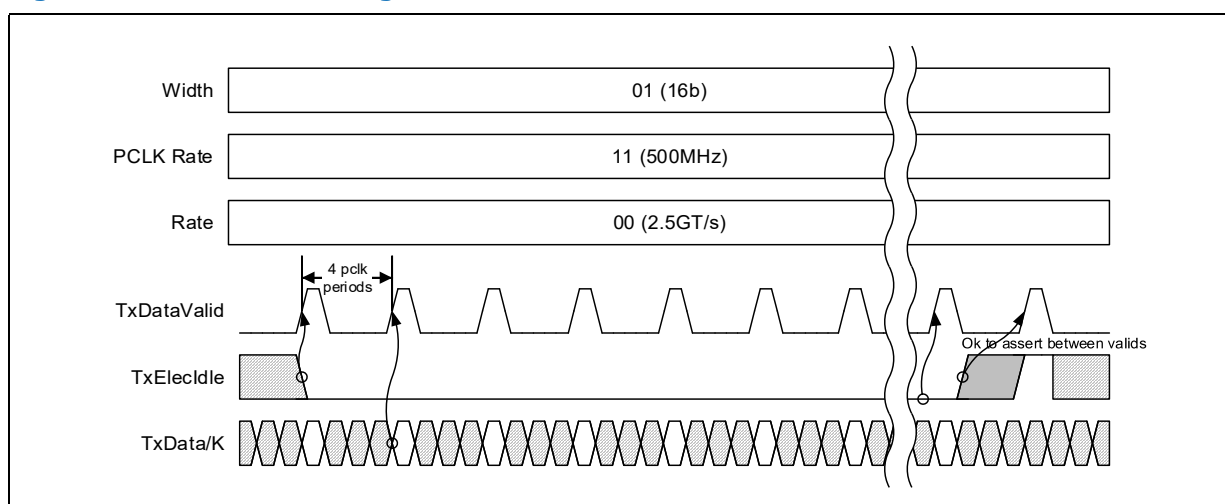 Width
01 (16b)
PCLK Rate
11 (500MHz)
Rate
00 (2.5GT/s)
4 pclk
periods
TxDataValid
Ok to assert between valids
TxElecIdle
TxData/K